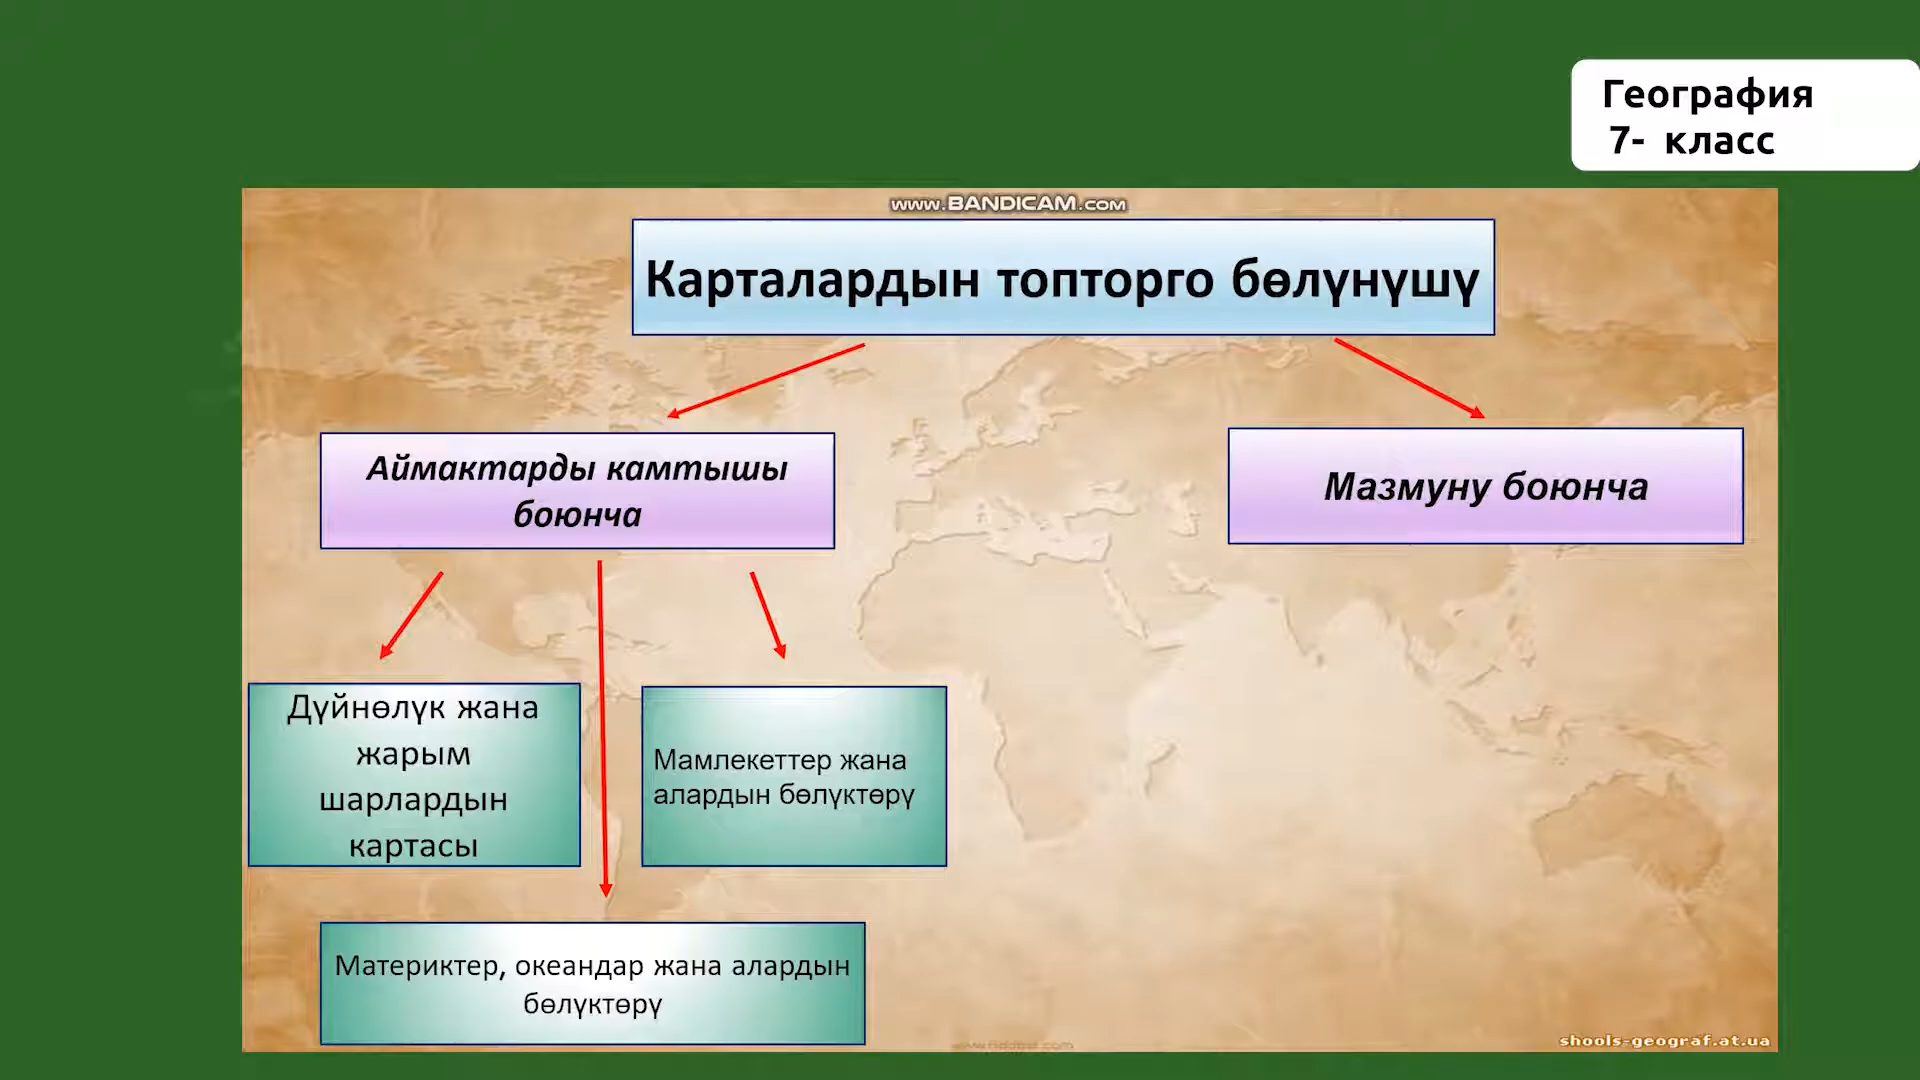 География
7- класс
www.BANDICAM.com
Карталардын топторго бөлүнүшү
Аймактарды камтышы
боюнча
Мазмуну боюнча
Дүйнөлүк жана
жарым
шарлардын
картасы
Мамлекеттер жана
алардын бөлүктөрү
Материктер, океандар жана алардын
бөлүктөрү
shools-geograf.at.ua